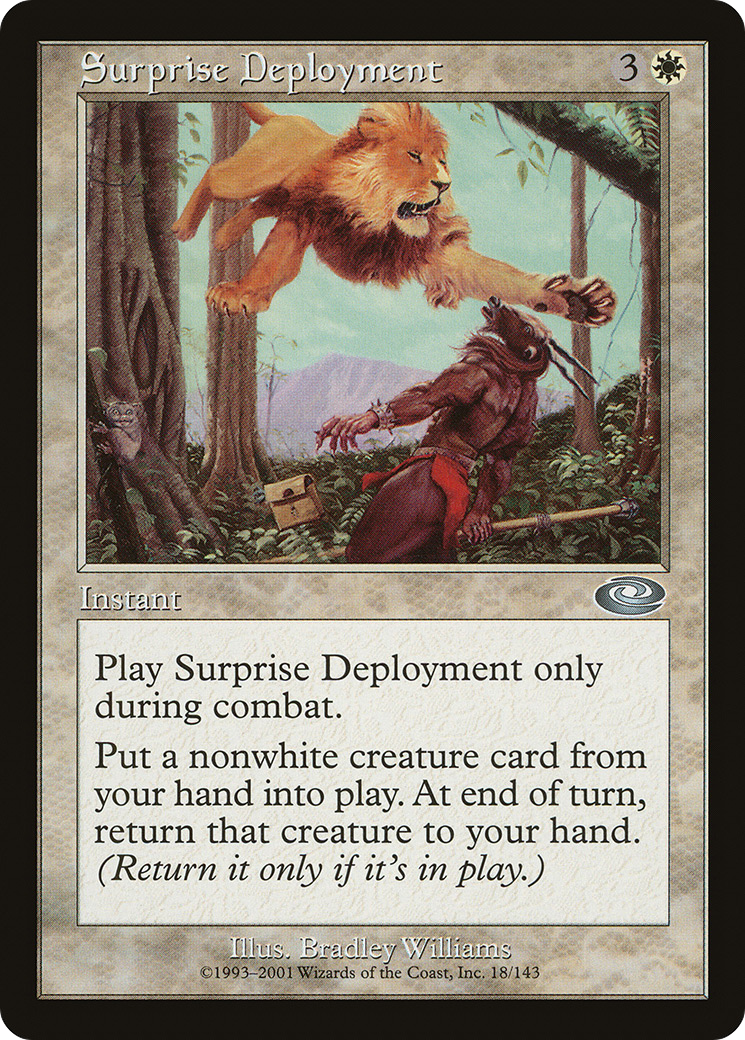 Surprise Deployment 3
Instant
Play Surprise Deployment only
during combat.
Put a nonwhite creature card from
your hand into play. At end of turn,
return that creature to your hand.
(Return it only if it's in play.)
Illus. Bradley Williams
©1993–2001 Wizards of the Coast, Inc. 18/143